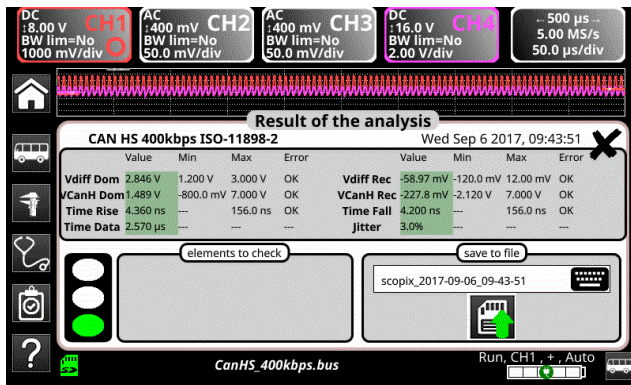 DC
↕8.00 V CH1
BW lim=No
1000 mV/div
AC
↕400 mV CH2
BW lim=No
50.0 mV/div
AC
↕400 mV CH3
BW lim=No
50.0 mV/div
DC
↕16.0 V CH4
BW lim=No
2.00 V/div
←500 µs→
5.00 MS/s
50.0 µs/div
Result of the analysis
CAN HS 400kbps ISO-11898-2 Wed Sep 6 2017, 09:43:51
Value Min Max Error Value Min Max Error
Vdiff Dom 2.846 V 1.200 V 3.000 V OK Vdiff Rec -58.97 mV -120.0 mV 12.00 mV OK
VCanH Dom 1.489 V -800.0 mV 7.000 V OK VCanH Rec -227.8 mV -2.120 V 7.000 V OK
Time Rise 4.360 ns --- 156.0 ns OK Time Fall 4.200 ns --- 156.0 ns OK
Time Data 2.570 µs --- --- --- Jitter 3.0% --- --- ---
elements to check
save to file
scopix_2017-09-06_09-43-51
CanHS_400kbps.bus
Run, CH1 , + , Auto